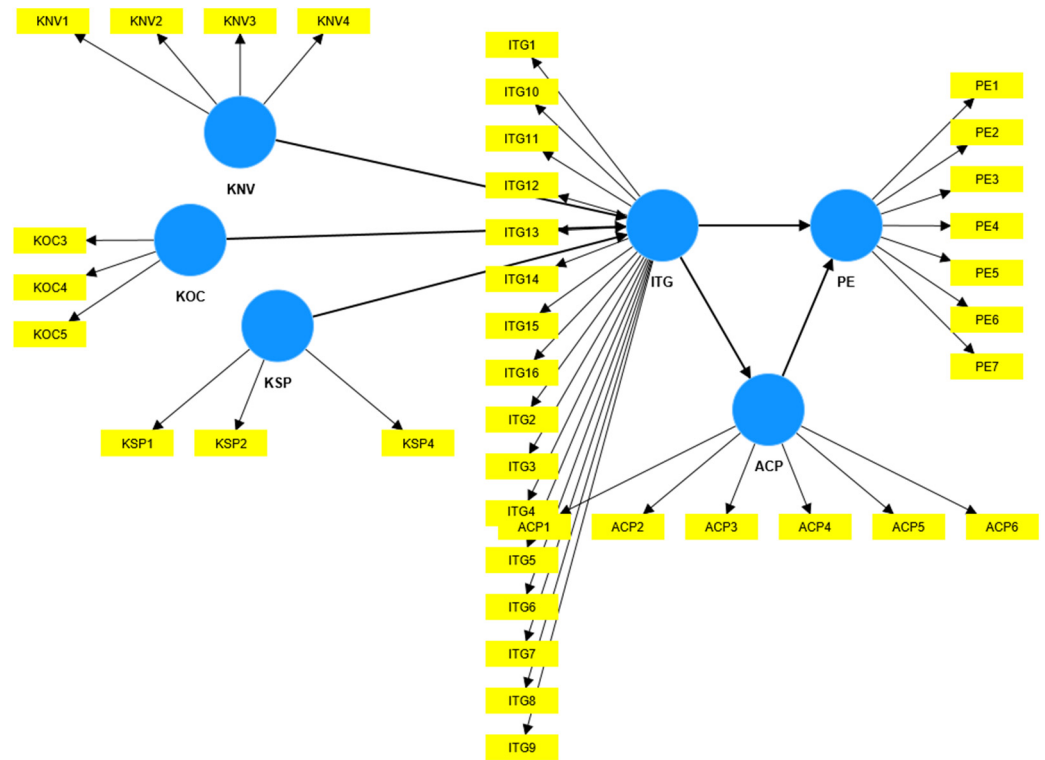 KNV1
KNV2
KNV3
KNV4
KNV
KOC3
KOC4
KOC5
KOC
KSP
KSP1
KSP2
KSP4
ITG1
ITG10
ITG11
ITG12
ITG13
ITG14
ITG15
ITG16
ITG2
ITG3
ITG4
ITG5
ITG6
ITG7
ITG8
ITG9
ITG
PE
PE1
PE2
PE3
PE4
PE5
PE6
PE7
ACP
ACP1
ACP2
ACP3
ACP4
ACP5
ACP6